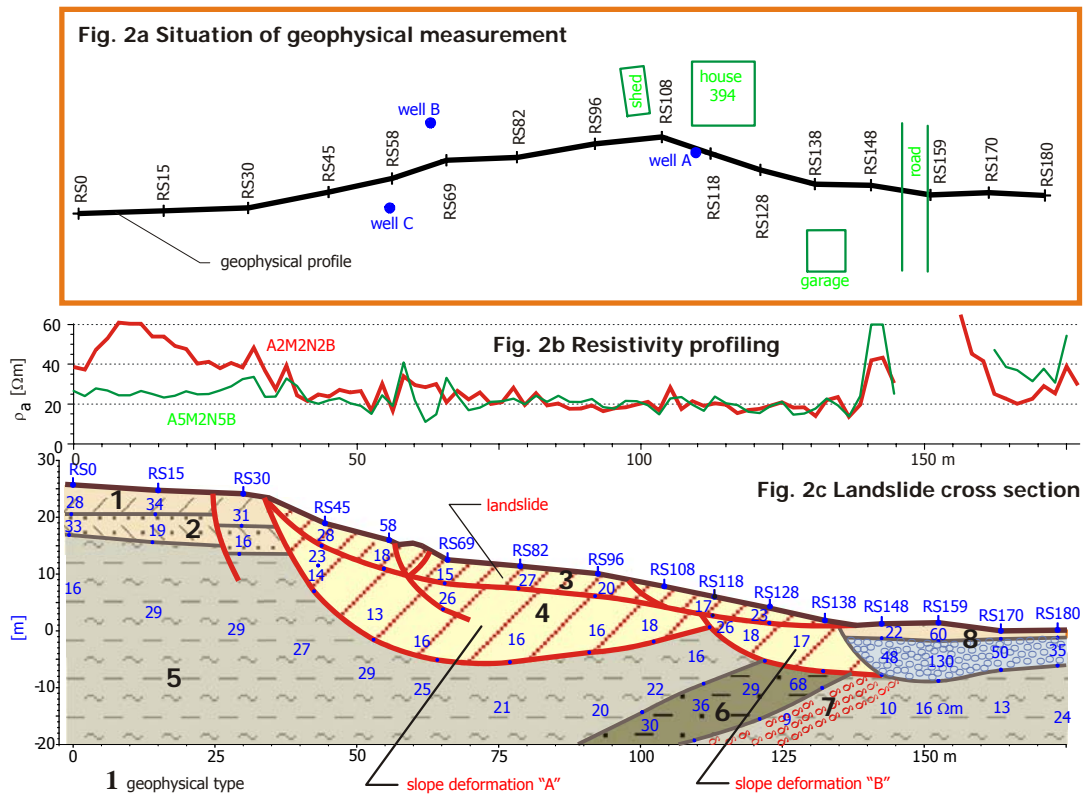 Fig. 2a Situation of geophysical measurement
RS0
RS15
RS30
RS45
RS58
well B
well C
RS69
RS82
RS96
shed
RS108
house
394
well A
RS118
RS128
RS138
RS148
road
RS159
RS170
RS180
garage
geophysical profile
Fig. 2b Resistivity profiling
A2M2N2B
A5M2N5B
ρa [Ωm]
60
40
20
0
0
50
100
150 m
Fig. 2c Landslide cross section
[m]
30
20
10
0
-10
-20
RS0 RS15 RS30 RS45 58 RS69 RS82 RS96 RS108 RS118 RS128 RS138 RS148 RS159 RS170 RS180
landslide
28 1 34 31 28 18
33 19 2 16 23 15 27 3 20 17 23
16 29 29 14 26 4 26 18 17 22 60 8
27 13 16 16 16 18 16 48 130 50 35
5 29 25 21 20 22 30 36 6 29 68 9 7 10 16 Ωm 13 24
0 25 50 75 100 125 150 m
1 geophysical type
slope deformation "A"
slope deformation "B"